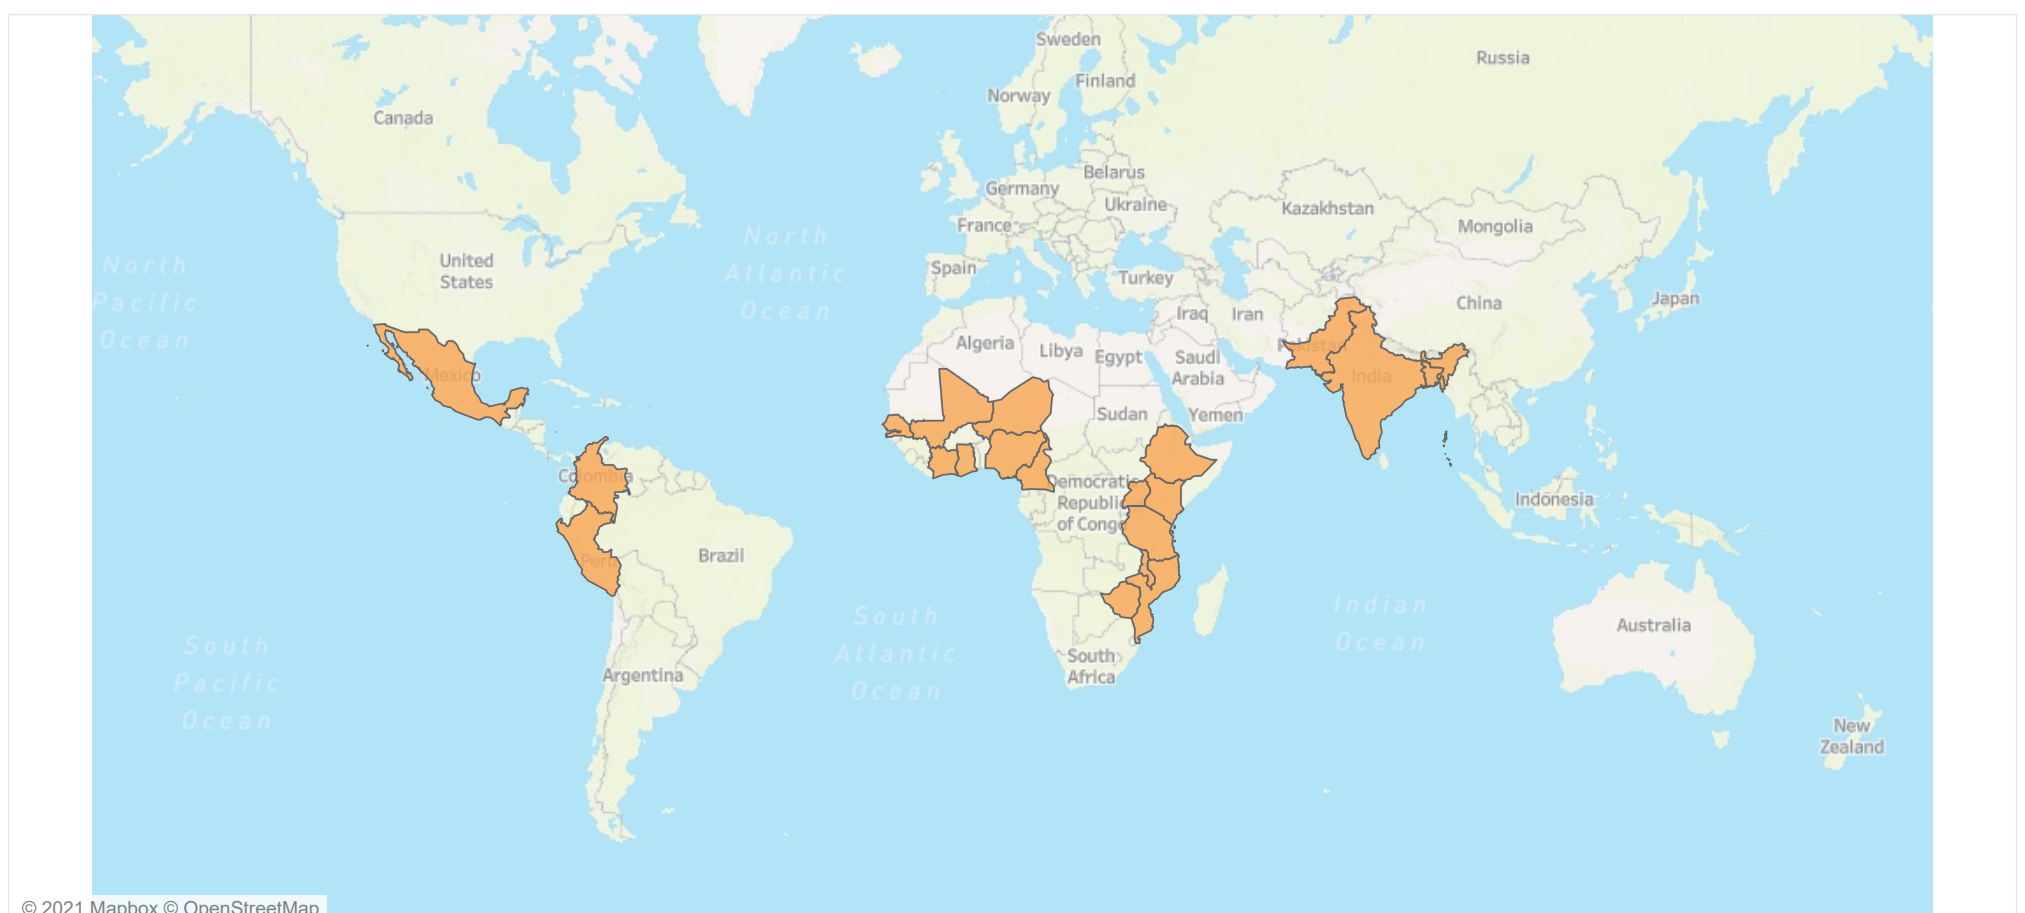 Sweden
Russia
Finland
Norway
Canada
Belarus
Germany
Ukraine
Kazakhstan
France
Mongolia
North
Atlantic
Ocean
North
Pacific
Ocean
United
States
Spain
Turkey
China
Japan
Iraq
Iran
Algeria
Libya
Egypt
Saudi
Arabia
Pakistan
India
Mexico
Sudan
Yemen
Colombia
Democratic
Republic
of Congo
Indonesia
Brazil
Peru
South
Atlantic
Ocean
Indian
Ocean
Australia
South
Pacific
Ocean
South
Africa
Argentina
New
Zealand
© 2021 Mapbox © OpenStreetMap